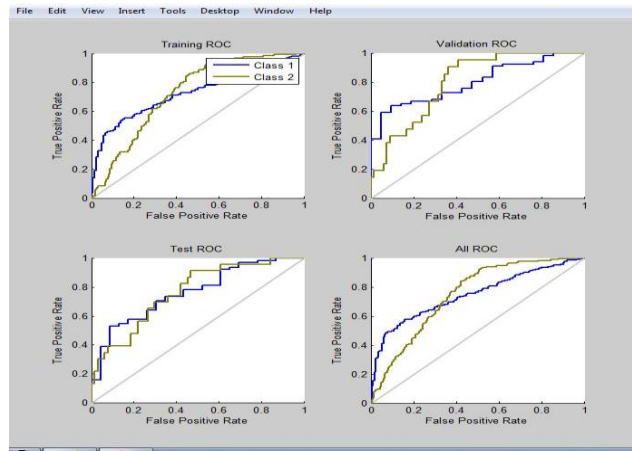 File Edit View Insert Tools Desktop Window Help
Training ROC
Class 1
Class 2
True Positive Rate
1
0.8
0.6
0.4
0.2
0
0 0.2 0.4 0.6 0.8 1
False Positive Rate
Validation ROC
True Positive Rate
1
0.8
0.6
0.4
0.2
0
0 0.2 0.4 0.6 0.8 1
False Positive Rate
Test ROC
True Positive Rate
1
0.8
0.6
0.4
0.2
0
0 0.2 0.4 0.6 0.8 1
False Positive Rate
All ROC
True Positive Rate
1
0.8
0.6
0.4
0.2
0
0 0.2 0.4 0.6 0.8 1
False Positive Rate